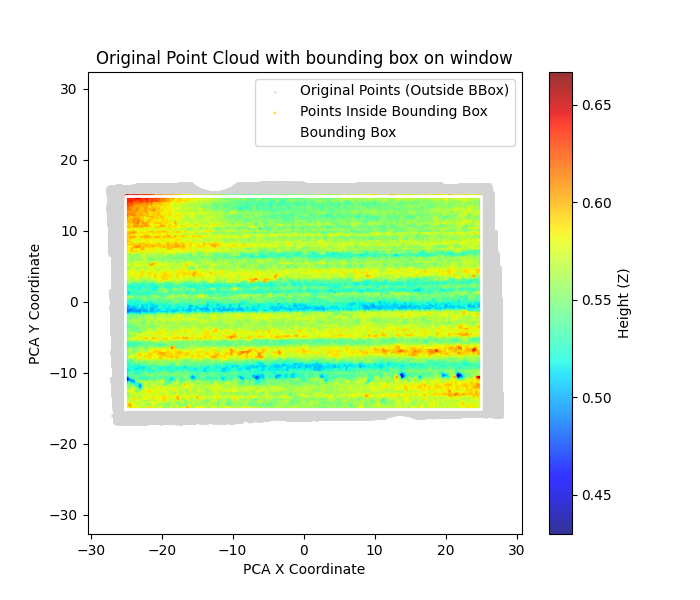 Original Point Cloud with bounding box on window
Original Points (Outside BBox)
Points Inside Bounding Box
Bounding Box
30
20
10
0
−10
−20
−30
PCA Y Coordinate
−30
−20
−10
0
10
20
30
PCA X Coordinate
0.65
0.60
0.55
0.50
0.45
Height (Z)